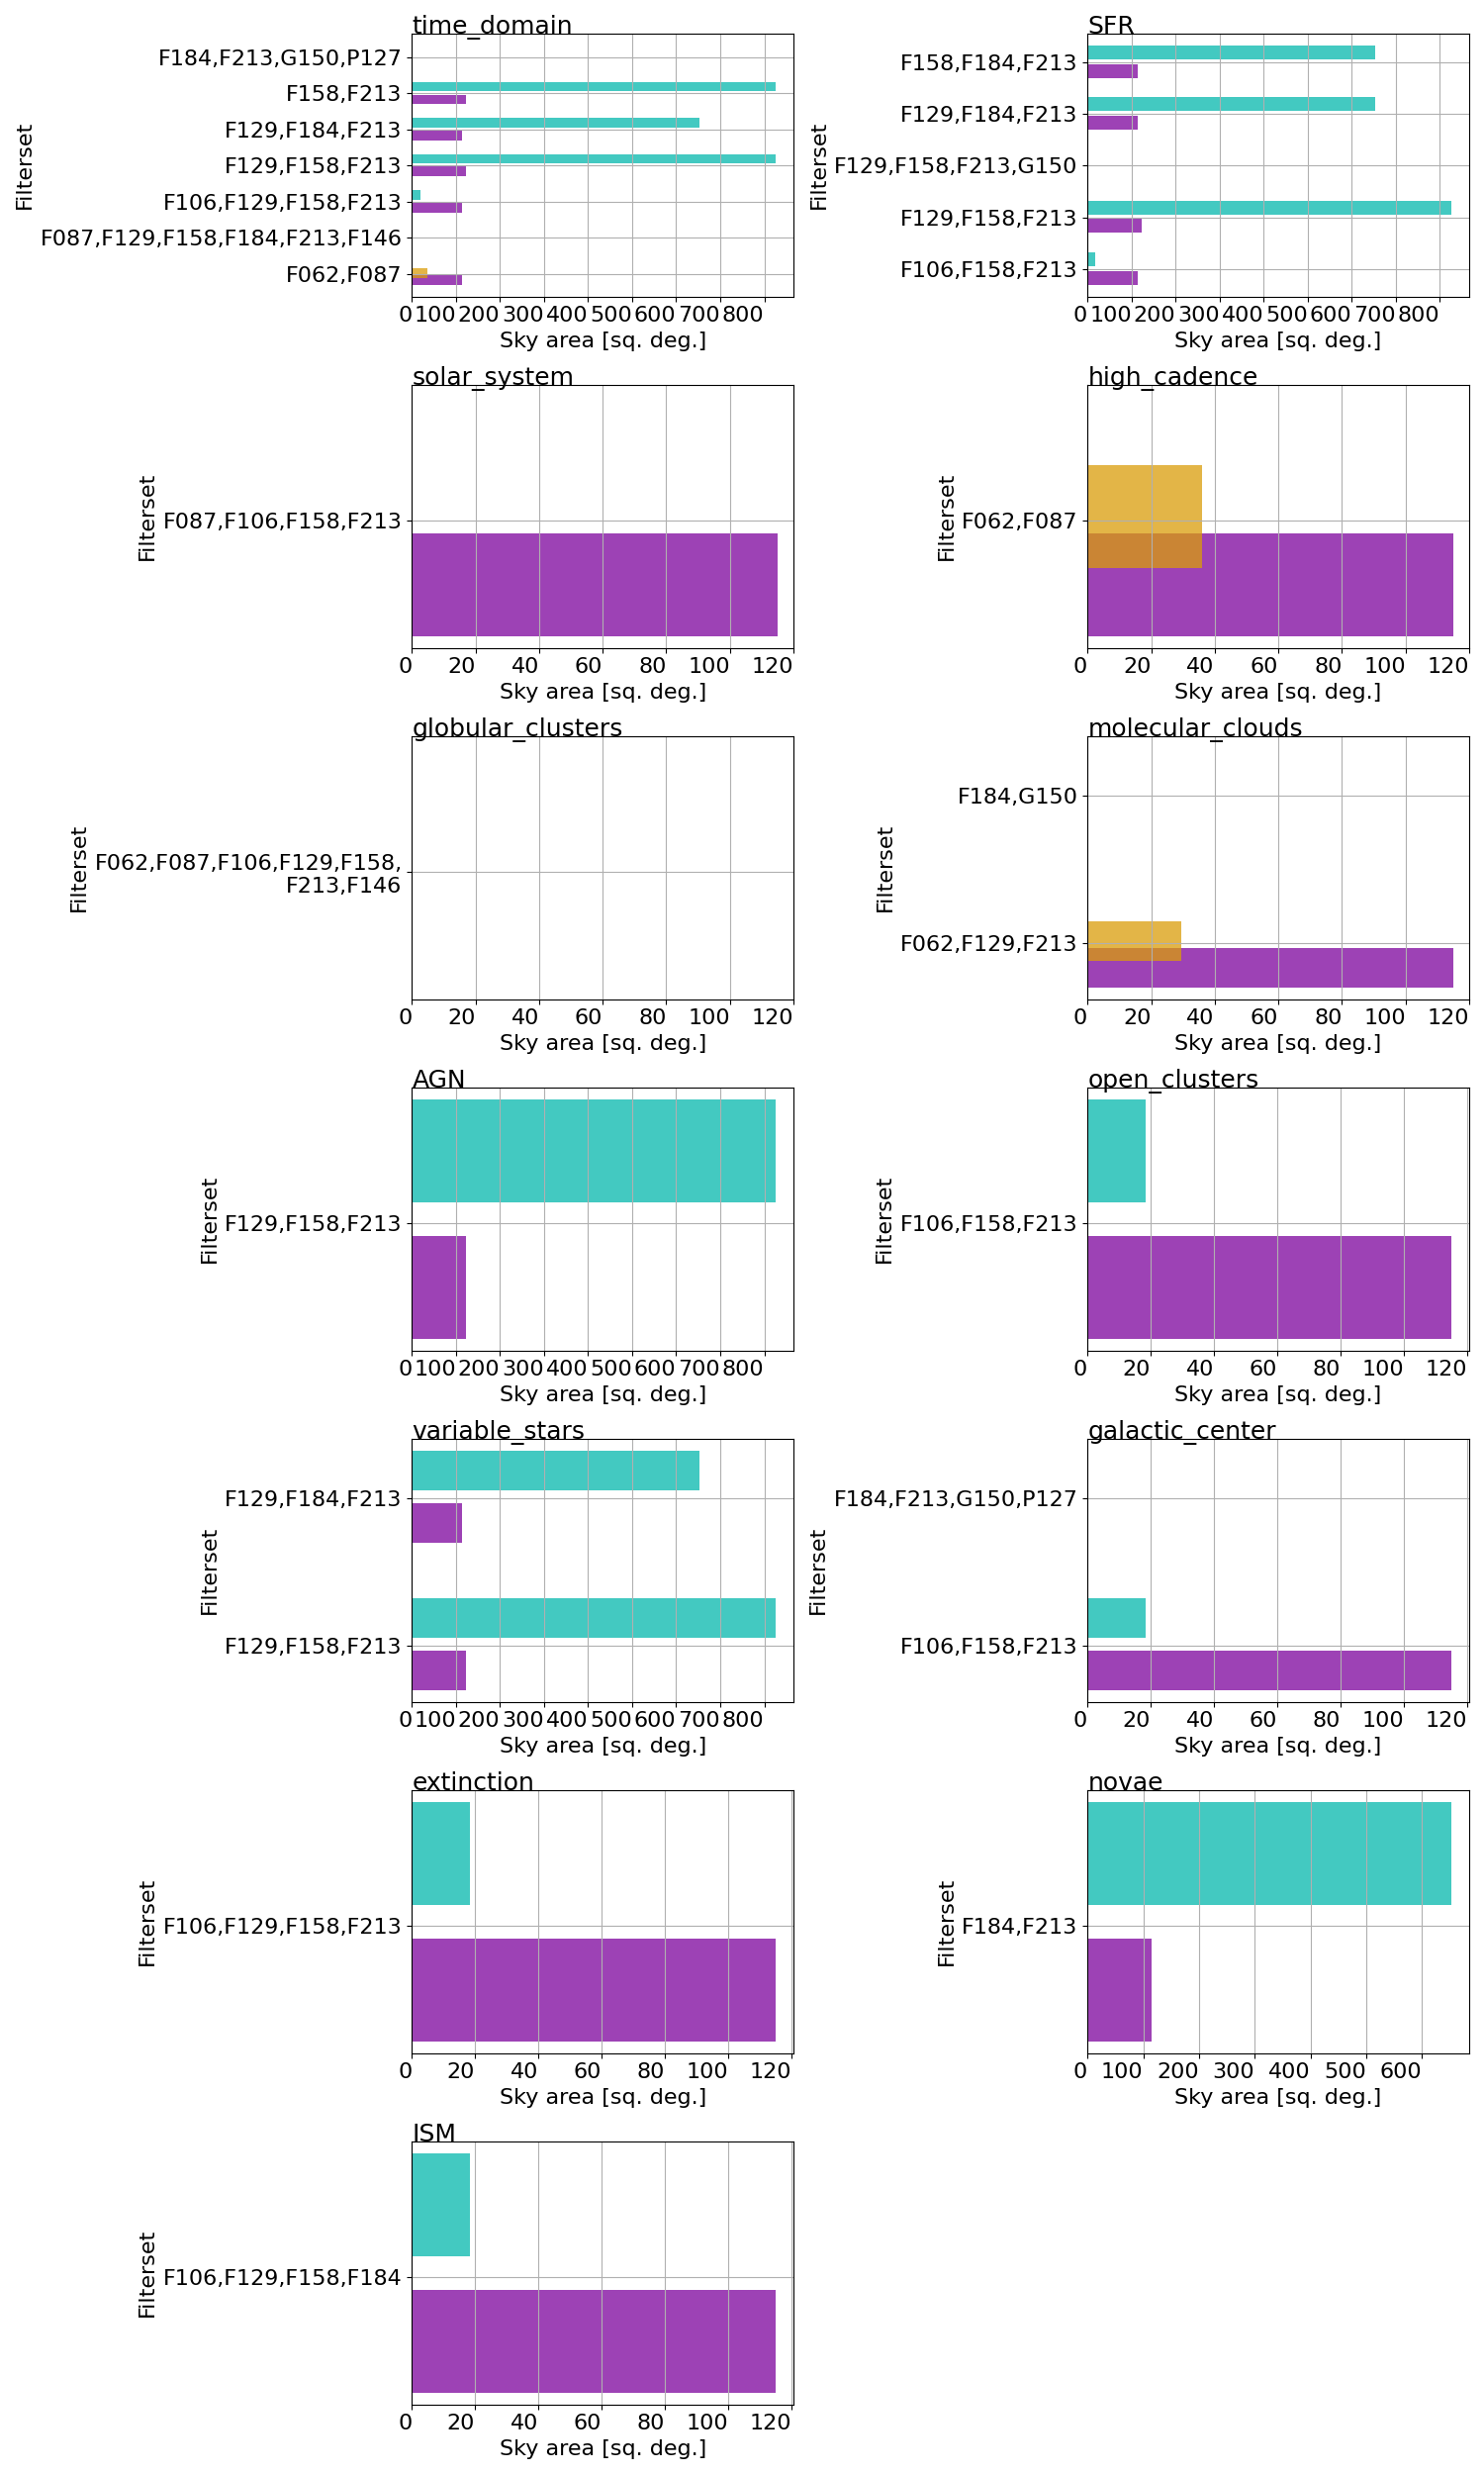 time_domain
Filterset
F184,F213,G150,P127
F158,F213
F129,F184,F213
F129,F158,F213
F106,F129,F158,F213
F087,F129,F158,F184,F213,F146
F062,F087
0 100 200 300 400 500 600 700 800
Sky area [sq. deg.]
SFR
Filterset
F158,F184,F213
F129,F184,F213
F129,F158,F213,G150
F129,F158,F213
F106,F158,F213
0 100 200 300 400 500 600 700 800
Sky area [sq. deg.]
solar_system
Filterset
F087,F106,F158,F213
0 20 40 60 80 100 120
Sky area [sq. deg.]
high_cadence
Filterset
F062,F087
0 20 40 60 80 100 120
Sky area [sq. deg.]
globular_clusters
Filterset
F062,F087,F106,F129,F158,
F213,F146
0 20 40 60 80 100 120
Sky area [sq. deg.]
molecular_clouds
Filterset
F184,G150
F062,F129,F213
0 20 40 60 80 100 120
Sky area [sq. deg.]
AGN
Filterset
F129,F158,F213
0 100 200 300 400 500 600 700 800
Sky area [sq. deg.]
open_clusters
Filterset
F106,F158,F213
0 20 40 60 80 100 120
Sky area [sq. deg.]
variable_stars
Filterset
F129,F184,F213
F129,F158,F213
0 100 200 300 400 500 600 700 800
Sky area [sq. deg.]
galactic_center
Filterset
F184,F213,G150,P127
F106,F158,F213
0 20 40 60 80 100 120
Sky area [sq. deg.]
extinction
Filterset
F106,F129,F158,F213
0 20 40 60 80 100 120
Sky area [sq. deg.]
novae
Filterset
F184,F213
0 100 200 300 400 500 600
Sky area [sq. deg.]
ISM
Filterset
F106,F129,F158,F184
0 20 40 60 80 100 120
Sky area [sq. deg.]